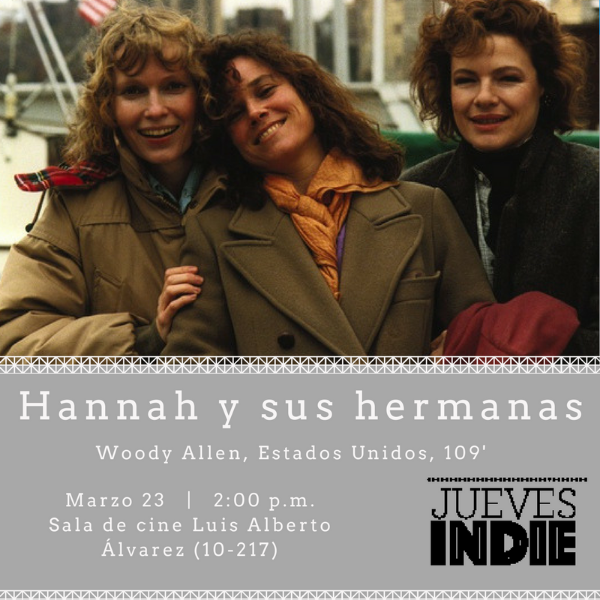 Hannah y sus hermanas
Woody Allen, Estados Unidos, 109'
Marzo 23 | 2:00 p.m.
Sala de cine Luis Alberto
Álvarez (10-217)
JUEVES
INDIE